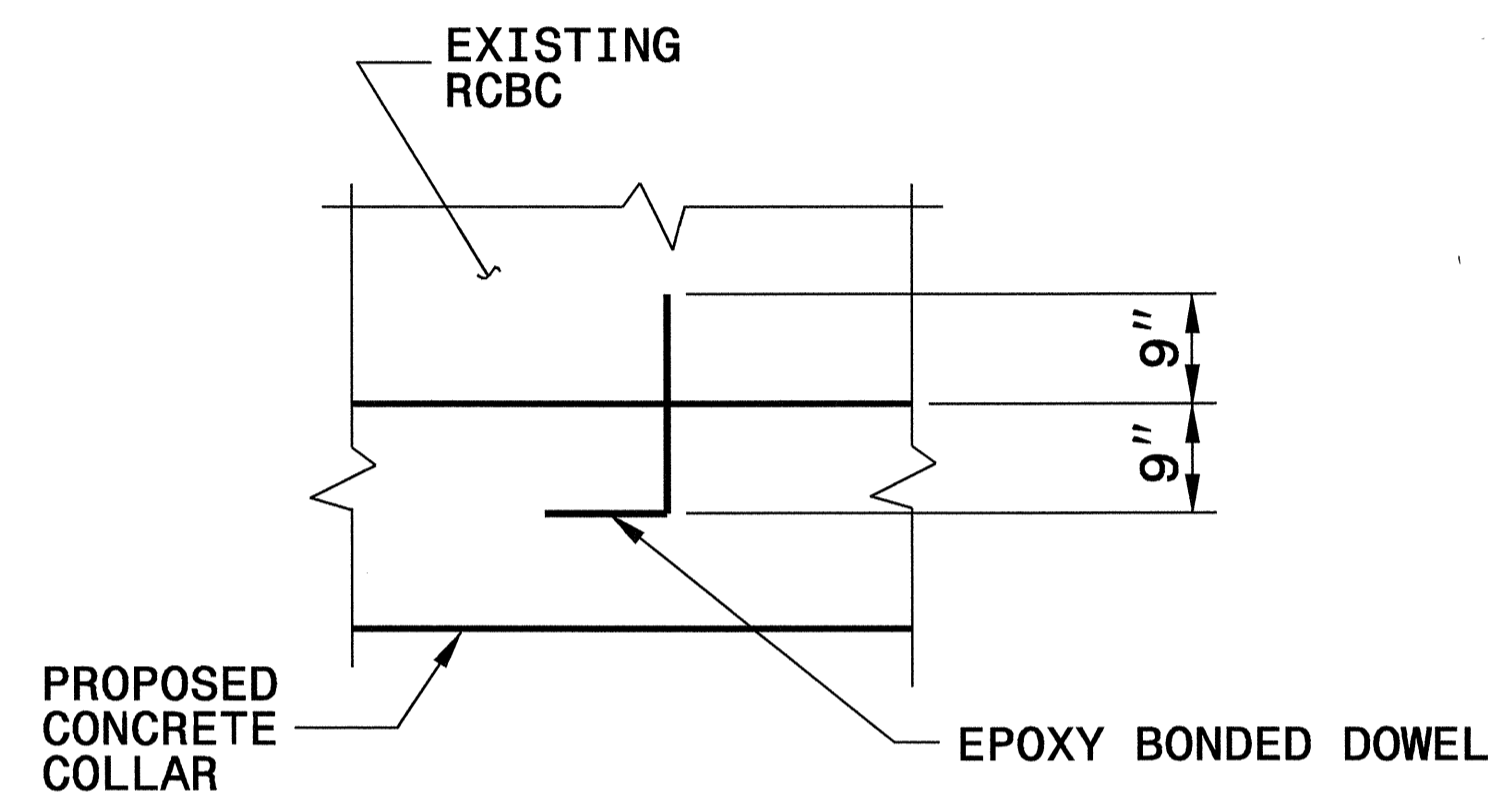 EXISTING
RCBC
9"
9"
PROPOSED
CONCRETE
COLLAR
EPOXY BONDED DOWEL